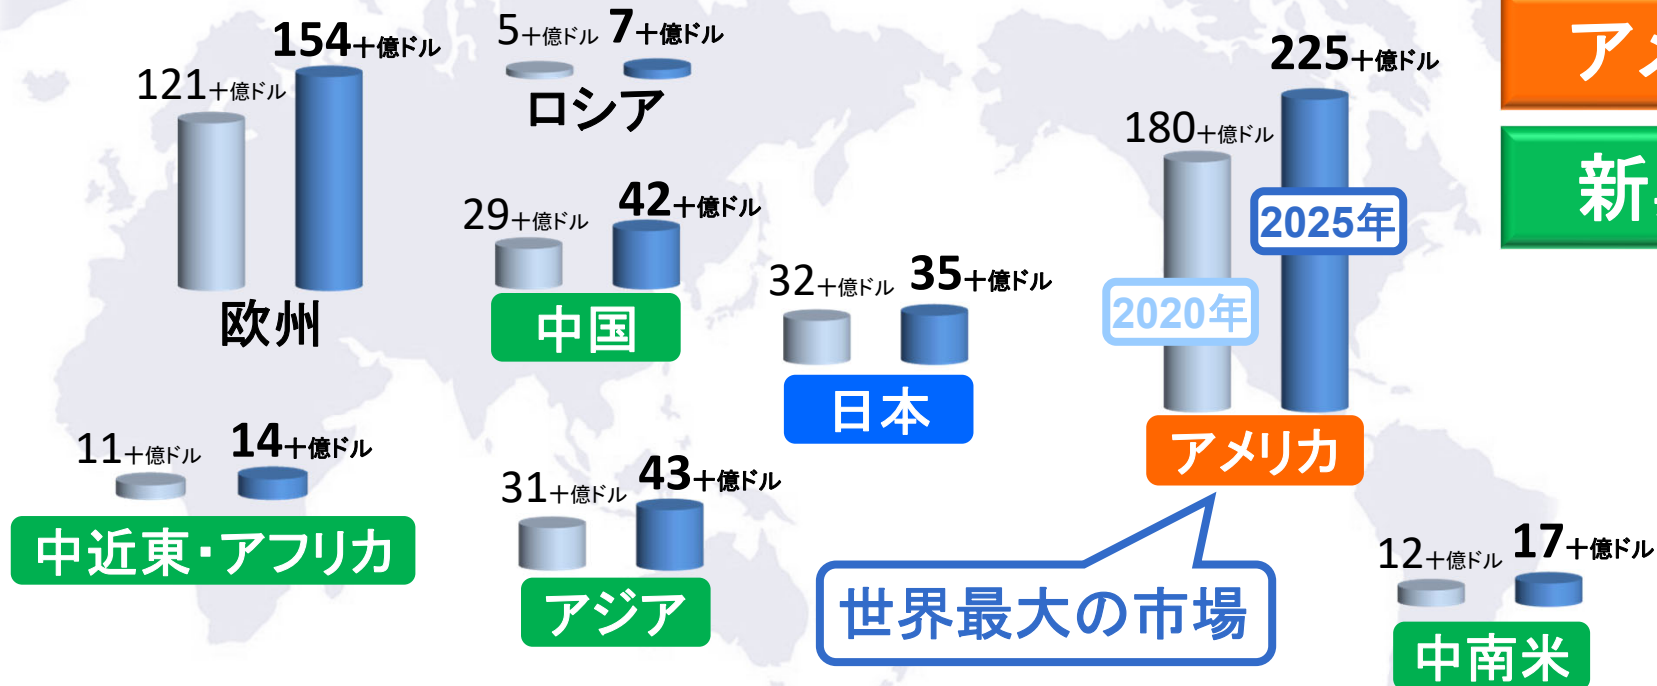 121十億ドル 154十億ドル
欧州
5十億ドル 7十億ドル
ロシア
29十億ドル 42十億ドル
中国
32十億ドル 35十億ドル
日本
180十億ドル 225十億ドル
2025年
2020年
アメリカ
世界最大の市場
11十億ドル 14十億ドル
中近東・アフリカ
31十億ドル 43十億ドル
アジア
12十億ドル 17十億ドル
中南米
新